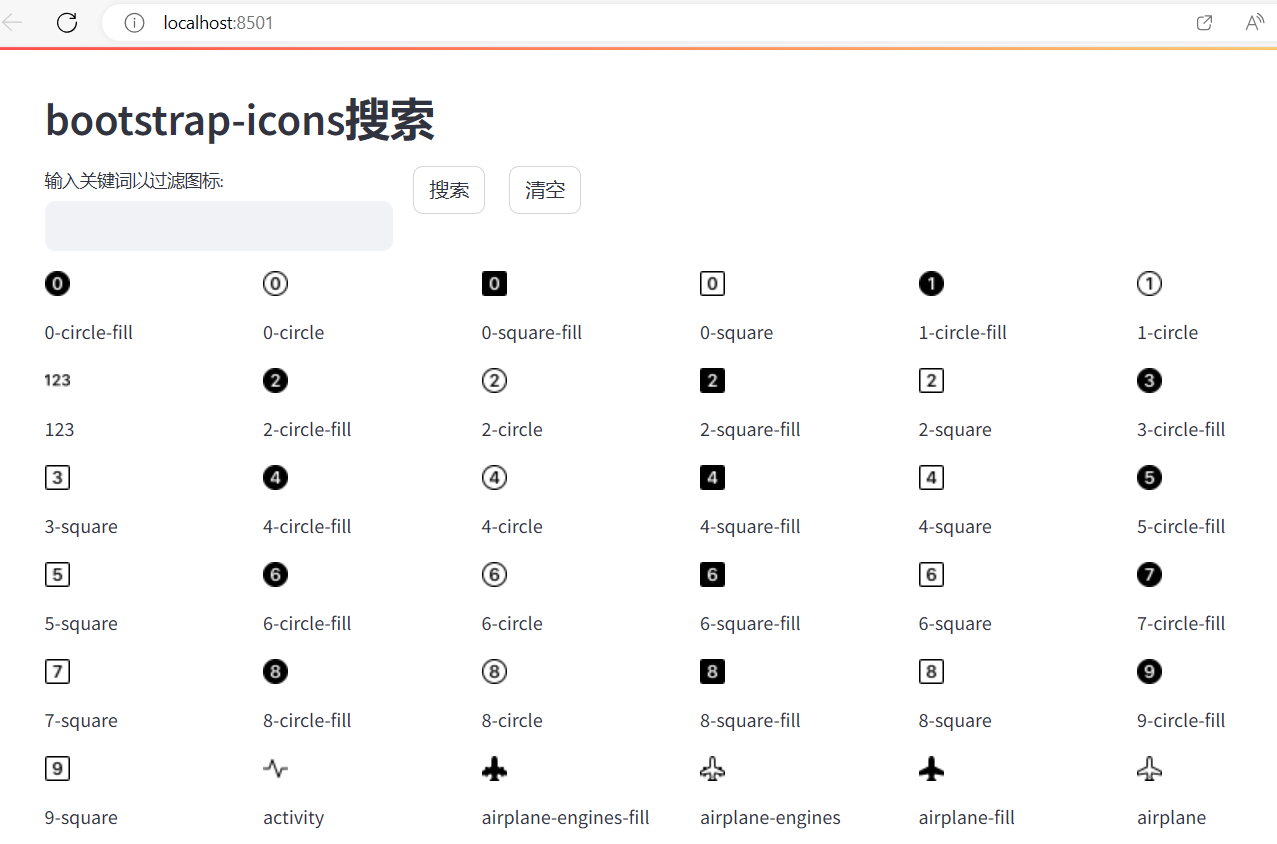 localhost:8501
bootstrap-icons搜索
输入关键词以过滤图标:
搜索 清空
0 0 0 0 1 1
0-circle-fill 0-circle 0-square-fill 0-square 1-circle-fill 1-circle
123 2 2 2 2 3
123 2-circle-fill 2-circle 2-square-fill 2-square 3-circle-fill
3 4 4 4 4 5
3-square 4-circle-fill 4-circle 4-square-fill 4-square 5-circle-fill
5 6 6 6 6 7
5-square 6-circle-fill 6-circle 6-square-fill 6-square 7-circle-fill
7 8 8 8 8 9
7-square 8-circle-fill 8-circle 8-square-fill 8-square 9-circle-fill
9
9-square activity airplane-engines-fill airplane-engines airplane-fill airplane